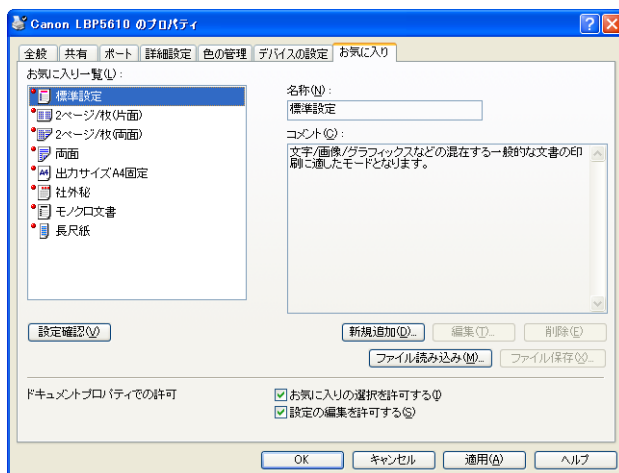 Canon LBP5610 のプロパティ
全般 共有 ポート 詳細設定 色の管理 デバイスの設定 お気に入り
お気に入り一覧(L):
標準設定
2ページ/枚(片面)
2ページ/枚(両面)
両面
出力サイズA4固定
社外秘
モノクロ文書
長尺紙
名称(N):
標準設定
コメント(C):
文字/画像/グラフィックスなどの混在する一般的な文書の印
刷に適したモードとなります。
設定確認(V)
新規追加(D)... 編集(T)... 削除(E)
ファイル読み込み(M)... ファイル保存(X)...
ドキュメントプロパティでの許可
お気に入りの選択を許可する(I)
設定の編集を許可する(S)
OK キャンセル 適用(A) ヘルプ